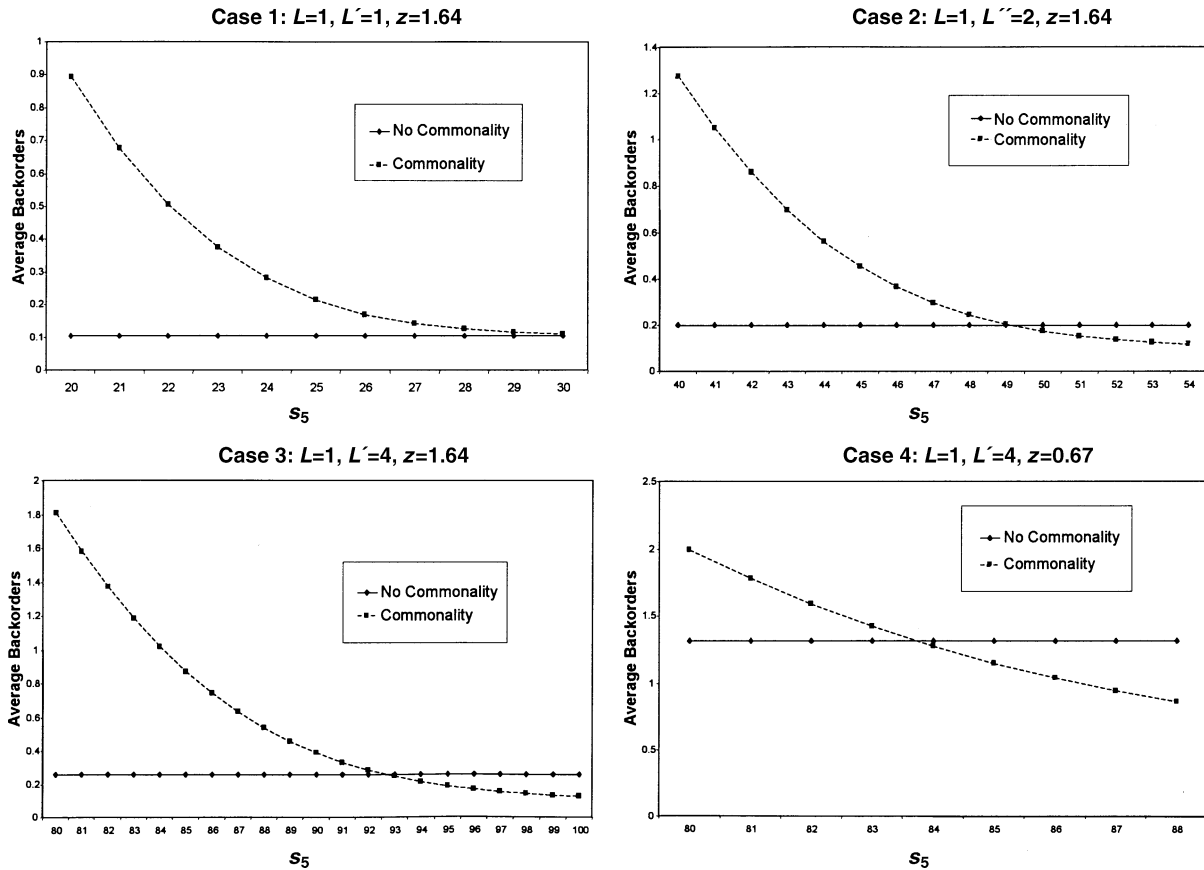 Case 1: L=1, L´=1, z=1.64
1
0.9
0.8
0.7
0.6
0.5
0.4
0.3
0.2
0.1
0
Average Backorders
No Commonality
Commonality
20 21 22 23 24 25 26 27 28 29 30
s5
Case 2: L=1, L´´=2, z=1.64
1.4
1.2
1
0.8
0.6
0.4
0.2
0
Average Backorders
No Commonality
Commonality
40 41 42 43 44 45 46 47 48 49 50 51 52 53 54
s5
Case 3: L=1, L´=4, z=1.64
2
1.8
1.6
1.4
1.2
1
0.8
0.6
0.4
0.2
0
Average Backorders
No Commonality
Commonality
80 81 82 83 84 85 86 87 88 89 90 91 92 93 94 95 96 97 98 99 100
s5
Case 4: L=1, L´=4, z=0.67
2.5
2
1.5
1
0.5
0
Average Backorders
No Commonality
Commonality
80 81 82 83 84 85 86 87 88
s5